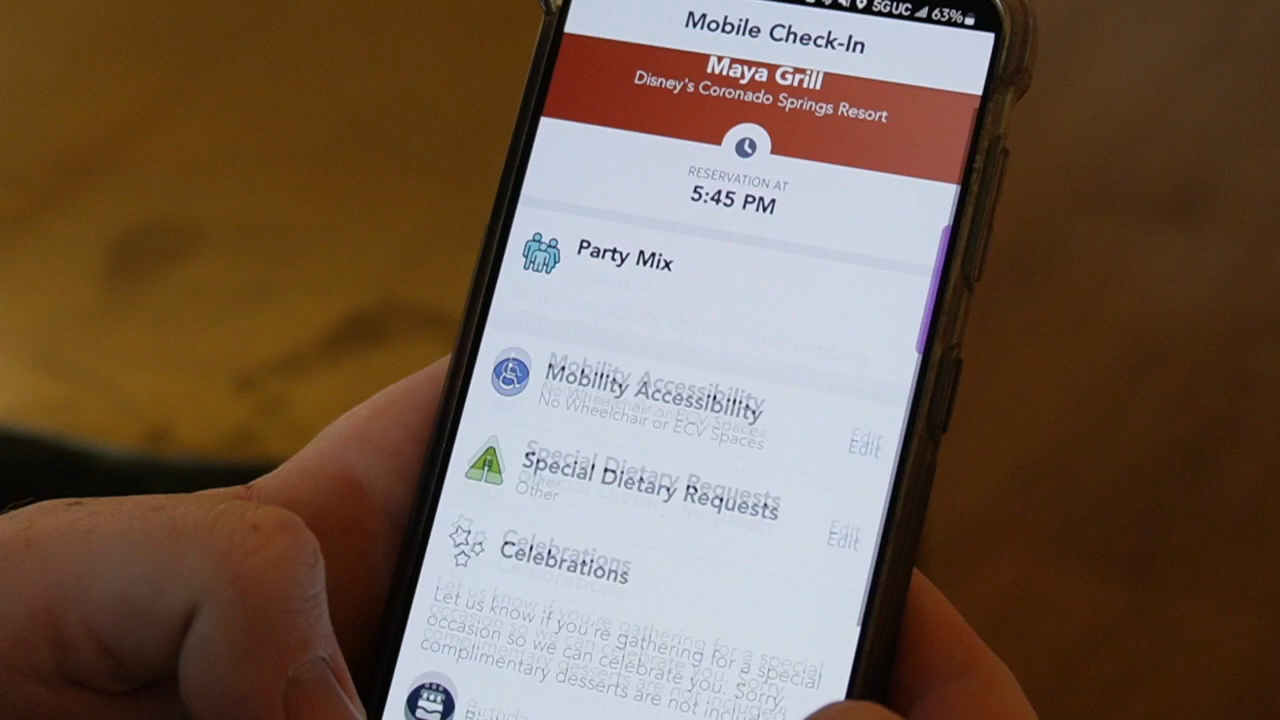 5G UC 63%
Mobile Check-In
Maya Grill
Disney's Coronado Springs Resort
RESERVATION AT
5:45 PM
Party Mix
Mobility Accessibility
No Wheelchair or ECV Spaces
Edit
Special Dietary Requests
Other
Edit
Celebrations
Let us know if you're gathering for a special
occasion so we can celebrate you. Sorry,
complimentary desserts are not included